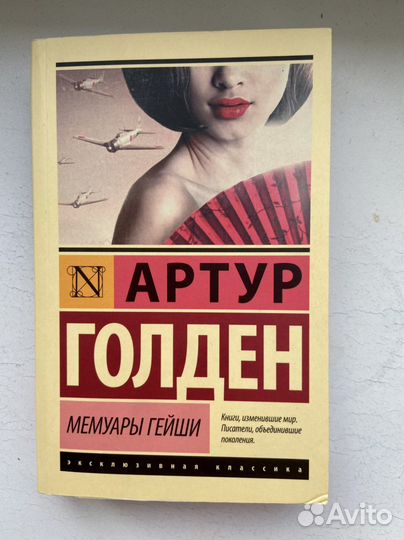 N
АРТУР
ГОЛДЕН
МЕМУАРЫ ГЕЙШИ
Книги, изменившие мир.
Писатели, объединившие
поколения.
эксклюзивная классика
Avito